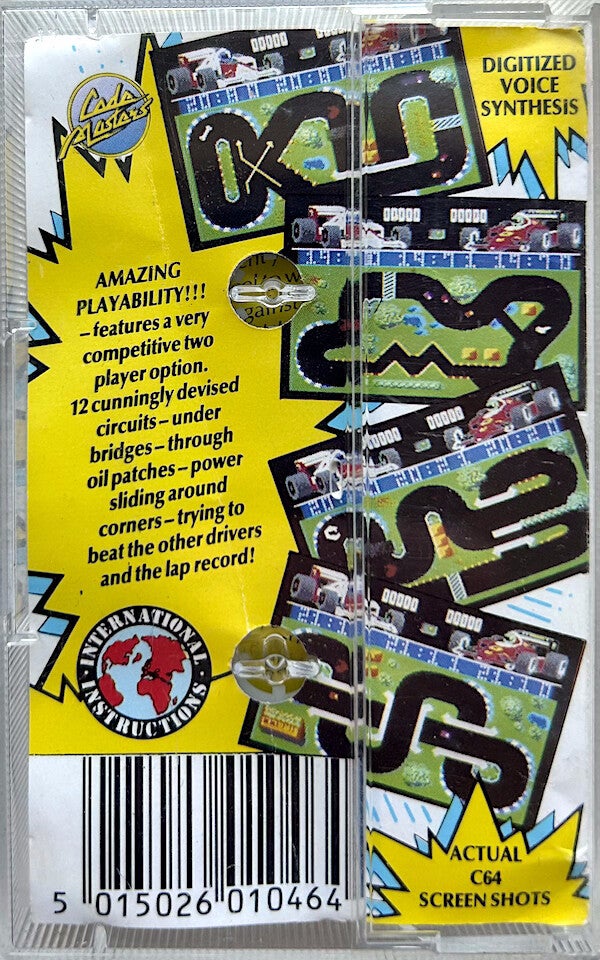 Code
Masters
DIGITIZED
VOICE
SYNTHESiS
AMAZING
PLAYABILITY!!!
– features a very
competitive two
player option.
12 cunningly devised
circuits – under
bridges – through
oil patches – power
sliding around
corners – trying to
beat the other drivers
and the lap record!
INTERNATIONAL
INSTRUCTIONS
5 015026 010464
ACTUAL
C64
SCREEN SHOTS